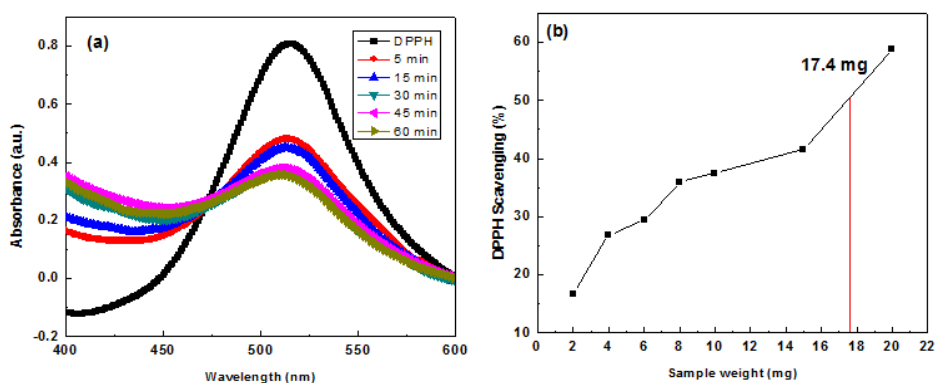 (a)
DPPH
5 min
15 min
30 min
45 min
60 min
0.8
0.6
0.4
0.2
0.0
-0.2
Absorbance (a.u.)
400 450 500 550 600
Wavelength (nm)
(b)
17.4 mg
60
50
40
30
20
10
DPPH Scavenging (%)
0 2 4 6 8 10 12 14 16 18 20 22
Sample weight (mg)